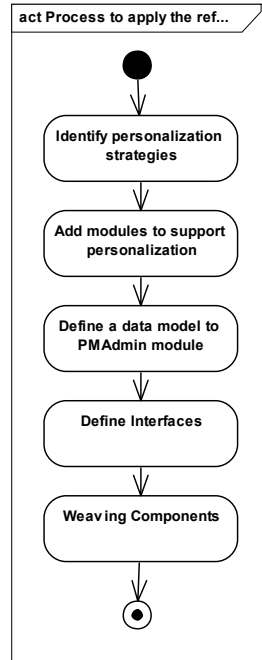 act Process to apply the ref...
Identify personalization
strategies
Add modules to support
personalization
Define a data model to
PMAdmin module
Define Interfaces
Weaving Components